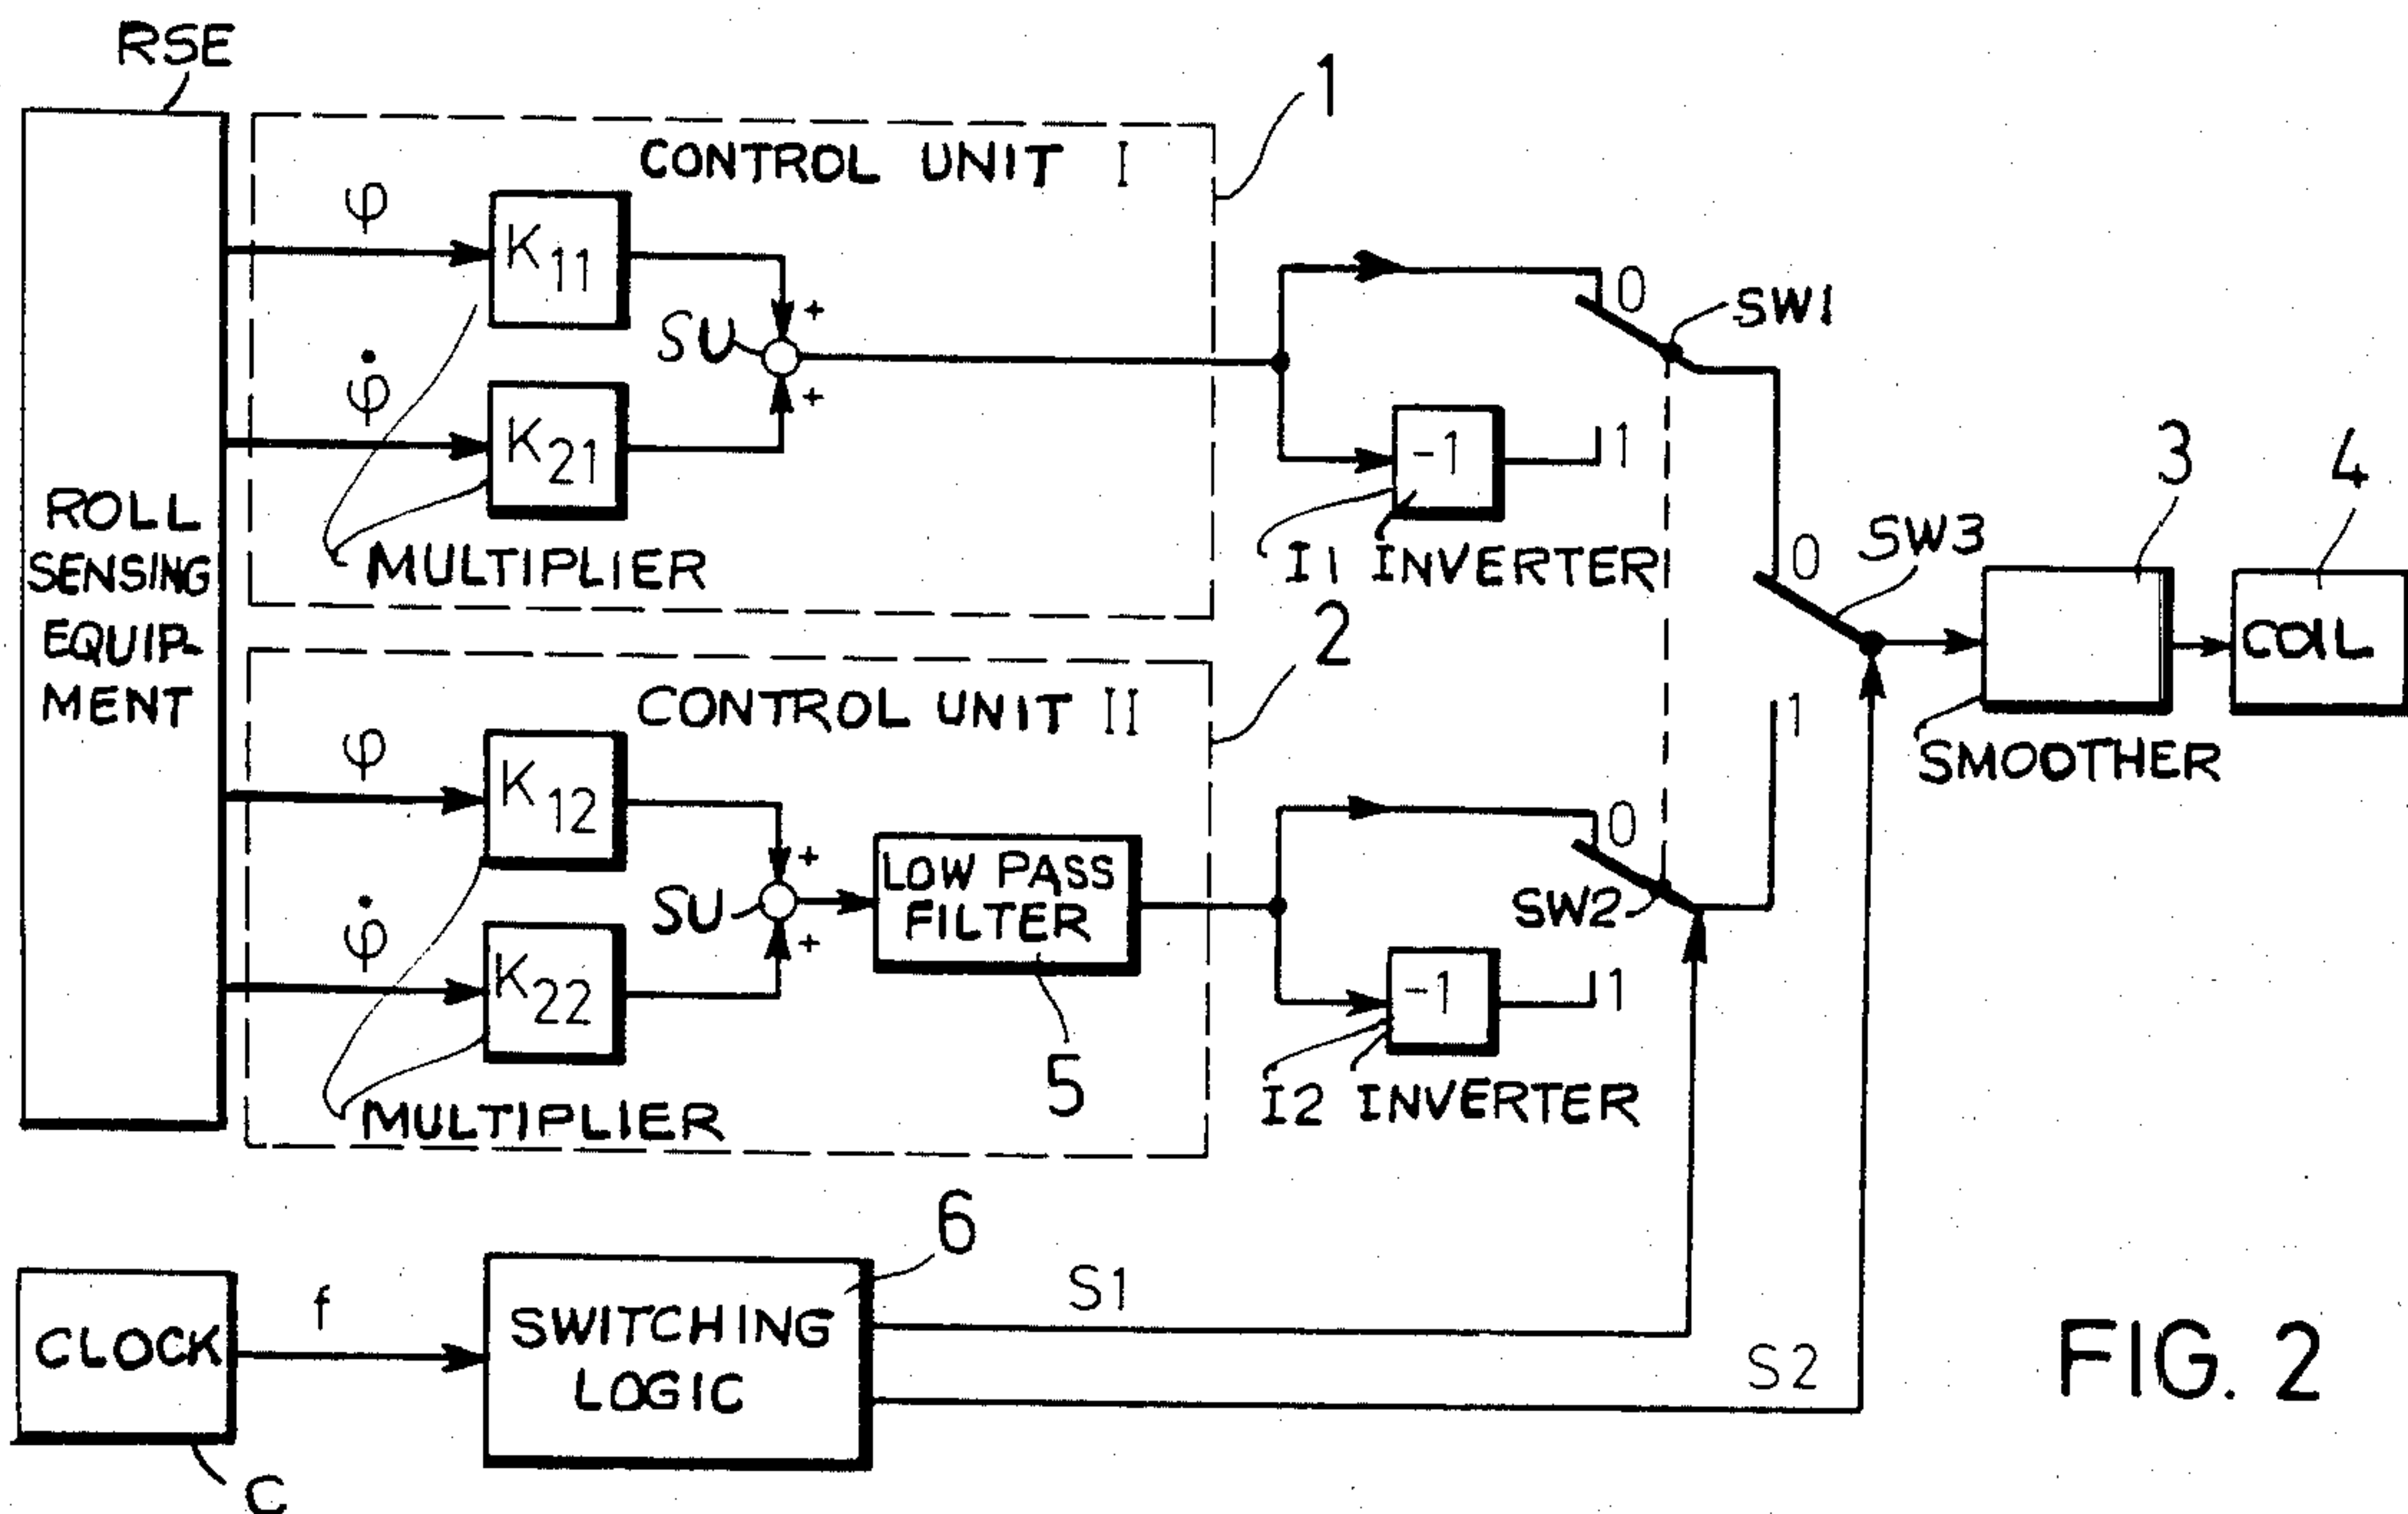 RSE
1
CONTROL UNIT I
φ
K11
+
SU
+
φ̇
K21
MULTIPLIER
0
SW1
-1
1
I1 INVERTER
ROLL
SENSING
EQUIP-
MENT
0
SW3
3
4
COIL
SMOOTHER
1
2
CONTROL UNIT II
φ
K12
+
SU
+
φ̇
K22
MULTIPLIER
LOW PASS
FILTER
5
0
SW2
-1
1
I2 INVERTER
6
CLOCK
C
f
SWITCHING
LOGIC
S1
S2
FIG. 2